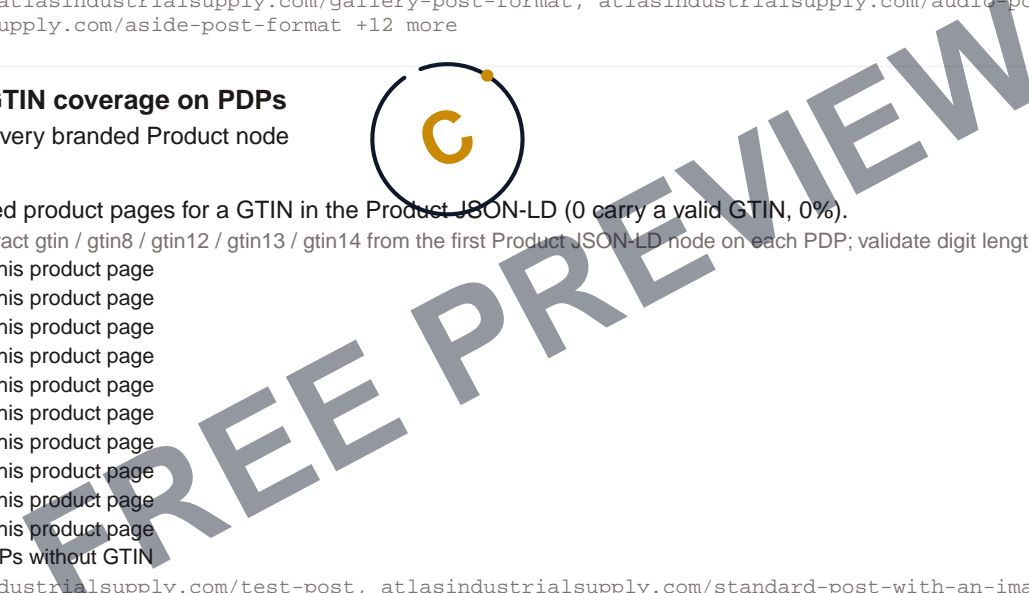 atlasindustrialsupply.com/gallery-post-format, atlasindustrialsupply.com/audio-po
upply.com/aside-post-format +12 more
GTIN coverage on PDPs
very branded Product node
C
ed product pages for a GTIN in the Product JSON-LD (0 carry a valid GTIN, 0%).
ract gtin / gtin8 / gtin12 / gtin13 / gtin14 from the first Product JSON-LD node on each PDP; validate digit lengt
his product page
his product page
his product page
his product page
his product page
his product page
his product page
his product page
his product page
his product page
Ps without GTIN
dustrialsupply.com/test-post, atlasindustrialsupply.com/standard-post-with-an-ima
FREE PREVIEW